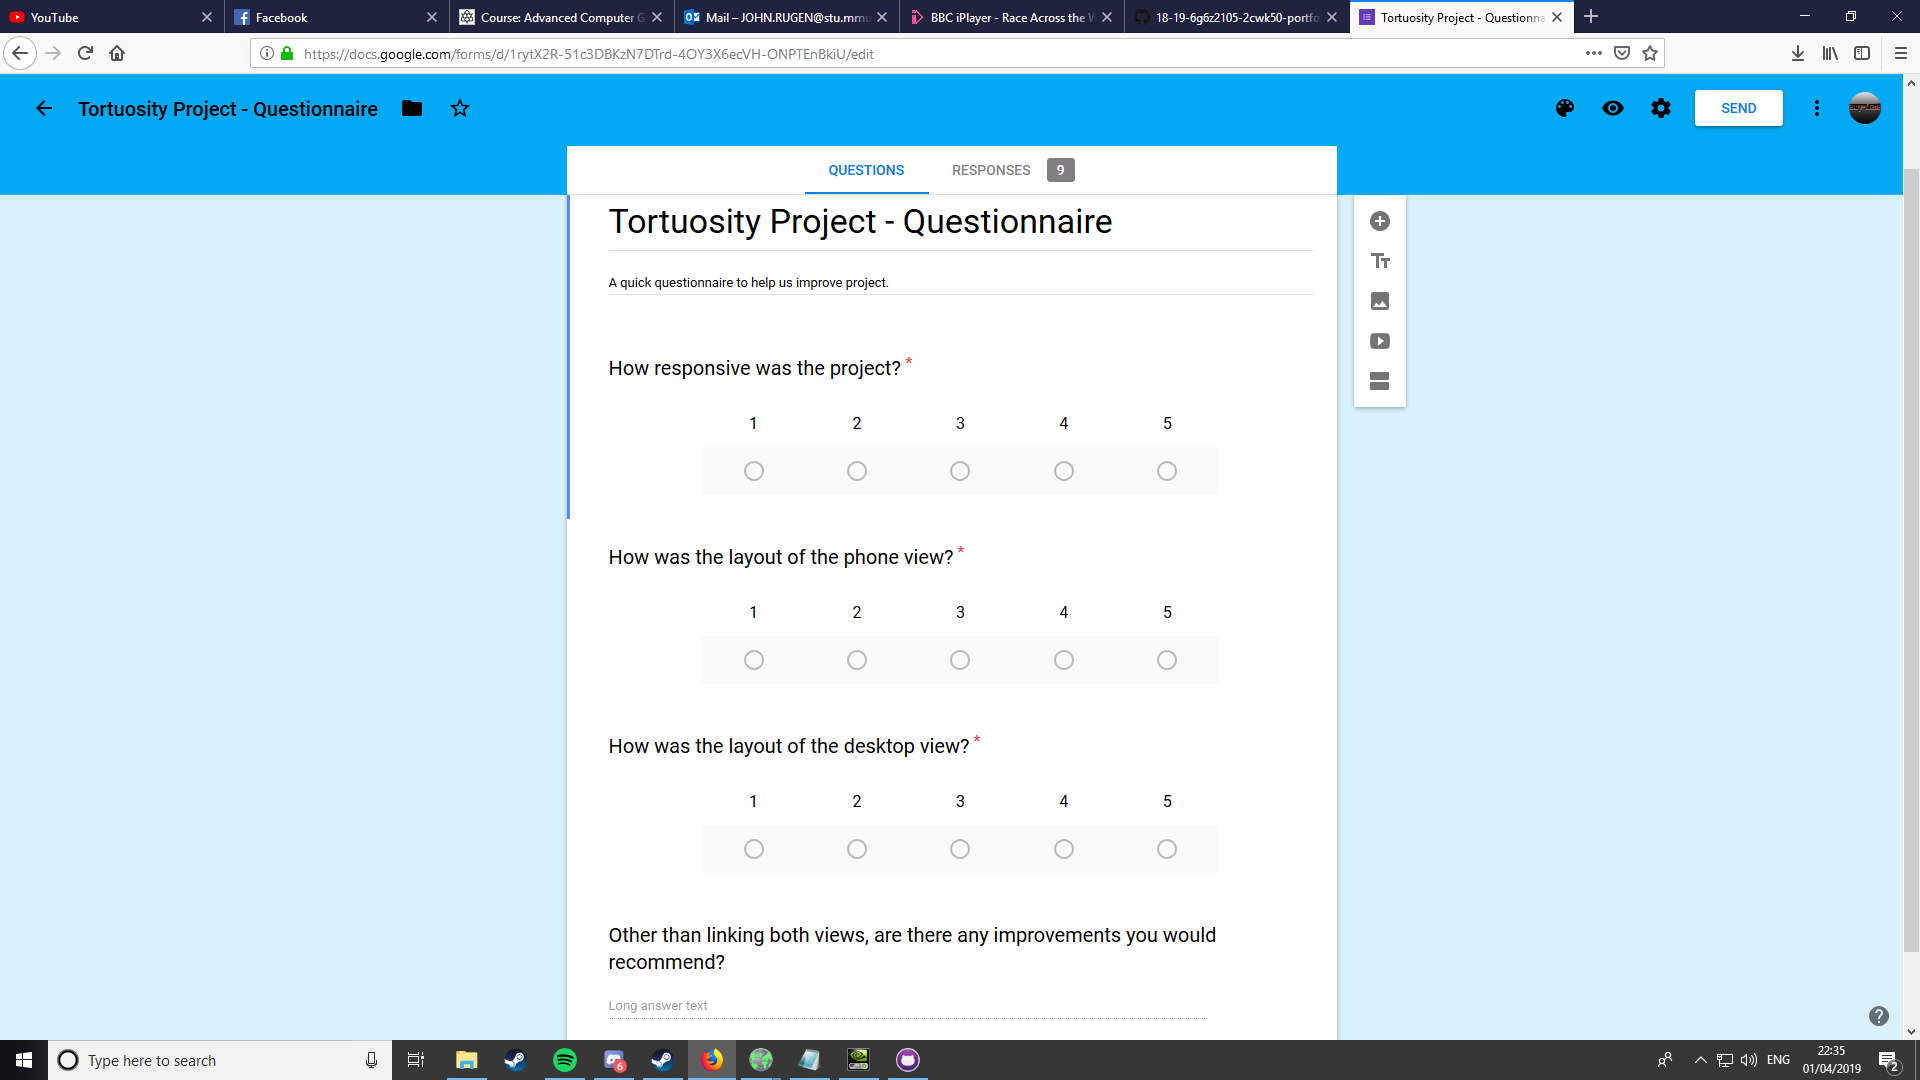 YouTube
Facebook
Course: Advanced Computer G
Mail – JOHN.RUGEN@stu.mmu
BBC iPlayer - Race Across the W
18-19-6g6z2105-2cwk50-portfo
Tortuosity Project - Questionna
https://docs.google.com/forms/d/1rytX2R-51c3DBKzN7DTrd-4OY3X6ecVH-ONPTEnBkiU/edit
Tortuosity Project - Questionnaire
SEND
QUESTIONS RESPONSES 9
Tortuosity Project - Questionnaire
A quick questionnaire to help us improve project.
How responsive was the project? *
1 2 3 4 5
How was the layout of the phone view? *
1 2 3 4 5
How was the layout of the desktop view? *
1 2 3 4 5
Other than linking both views, are there any improvements you would
recommend?
Long answer text
Type here to search
6
ENG
22:35
01/04/2019
2